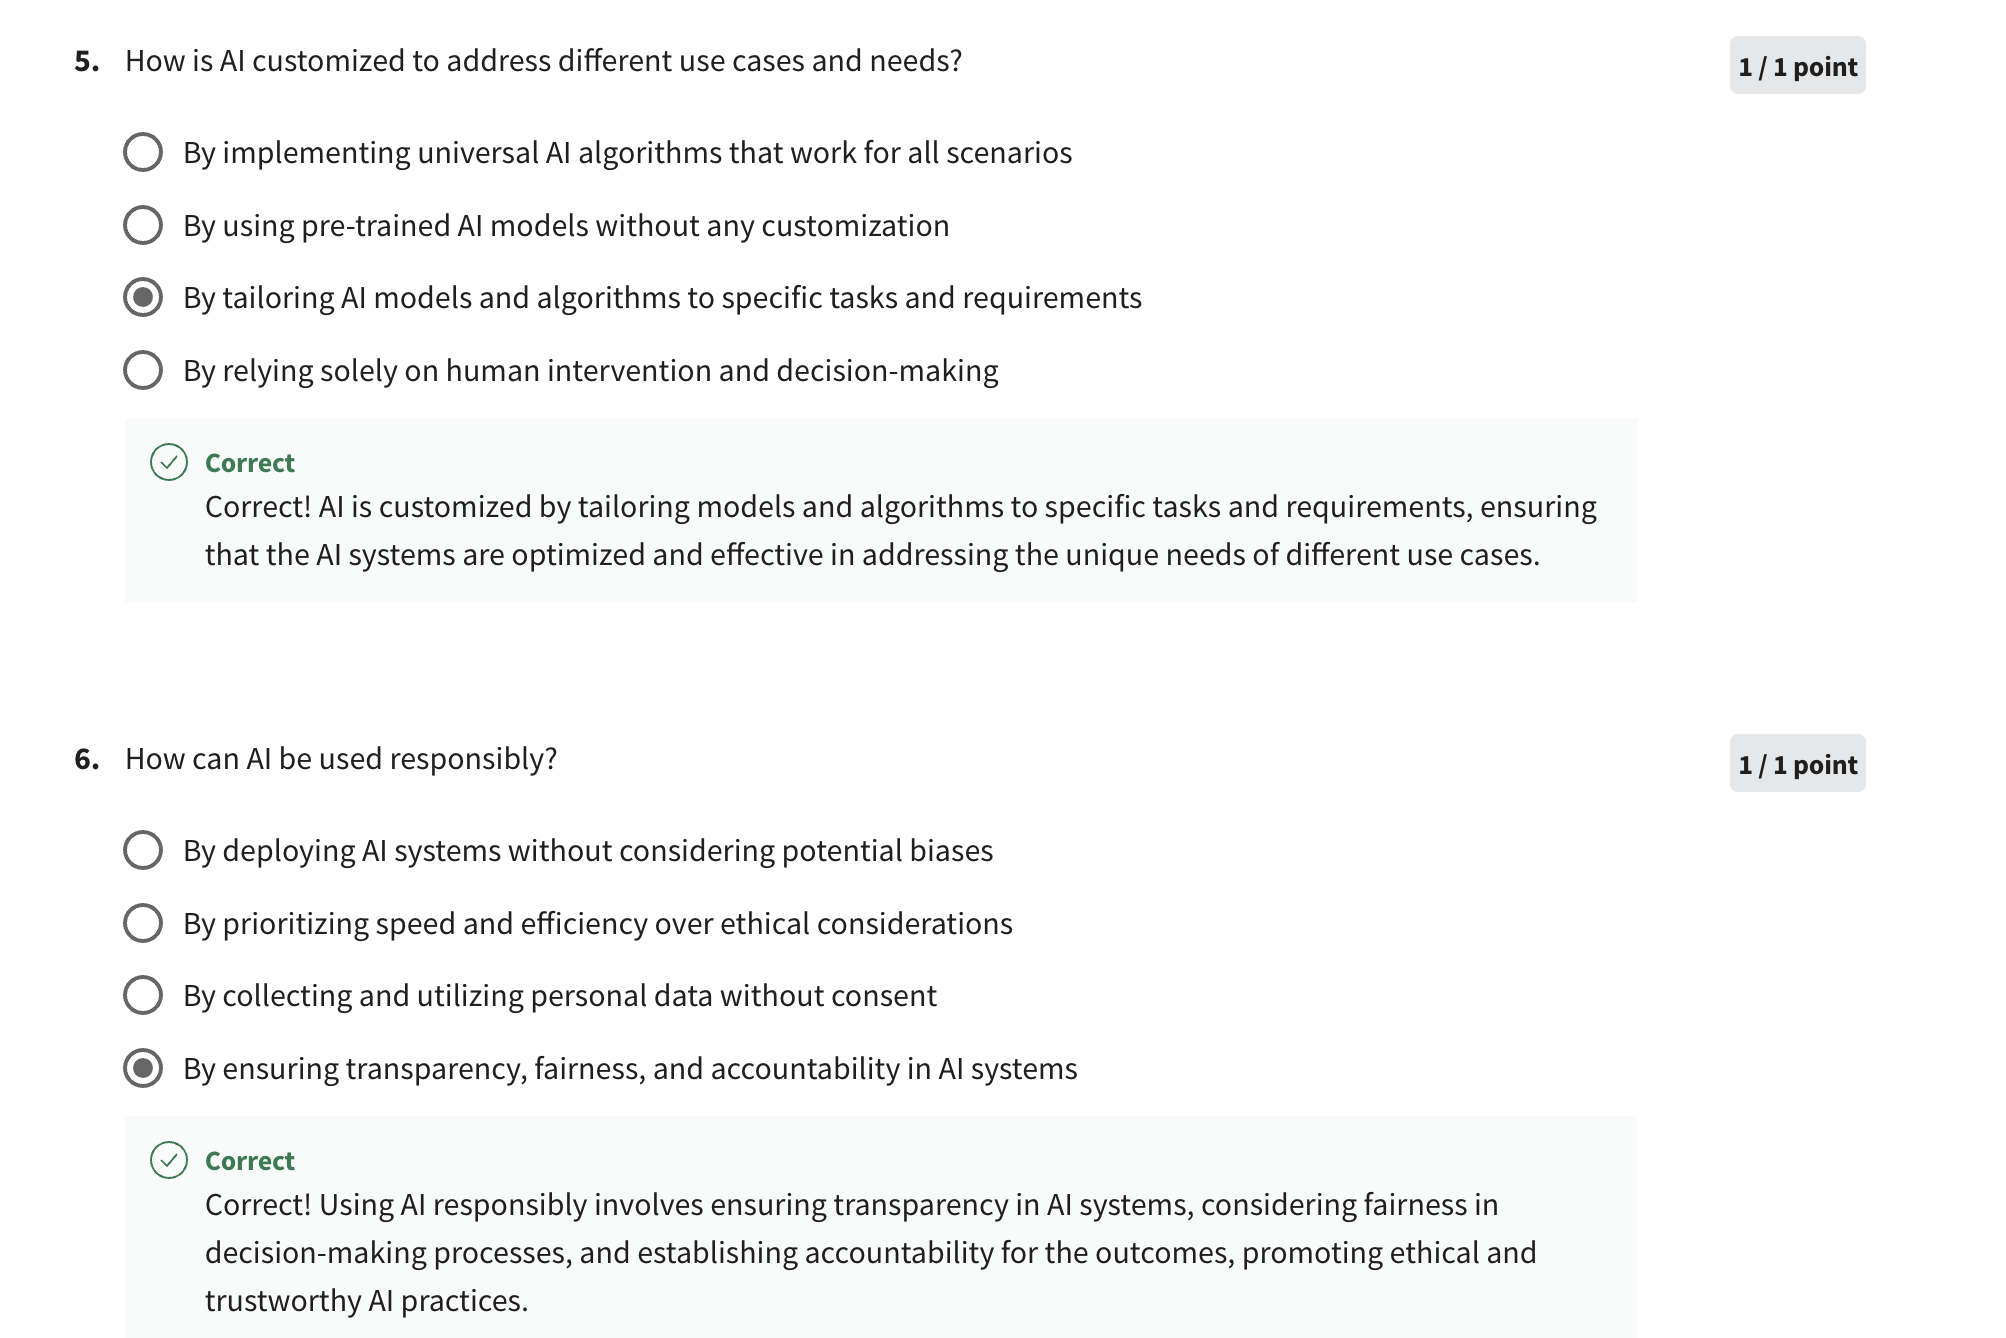 5. How is AI customized to address different use cases and needs?
1 / 1 point
By implementing universal AI algorithms that work for all scenarios
By using pre-trained AI models without any customization
By tailoring AI models and algorithms to specific tasks and requirements
By relying solely on human intervention and decision-making
Correct
Correct! AI is customized by tailoring models and algorithms to specific tasks and requirements, ensuring
that the AI systems are optimized and effective in addressing the unique needs of different use cases.
6. How can AI be used responsibly?
1 / 1 point
By deploying AI systems without considering potential biases
By prioritizing speed and efficiency over ethical considerations
By collecting and utilizing personal data without consent
By ensuring transparency, fairness, and accountability in AI systems
Correct
Correct! Using AI responsibly involves ensuring transparency in AI systems, considering fairness in
decision-making processes, and establishing accountability for the outcomes, promoting ethical and
trustworthy AI practices.